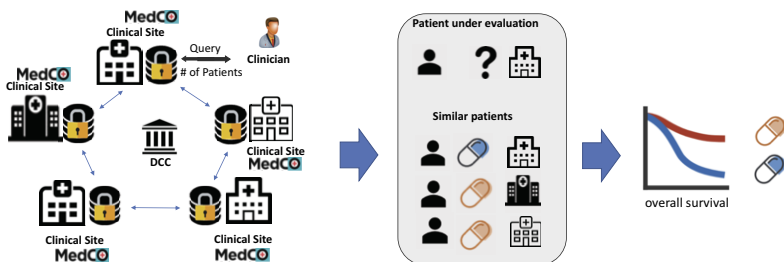 MedCO
Clinical Site
Query
# of Patients
Clinician
MedCO
Clinical Site
DCC
Clinical Site
MedCO
Clinical Site
MedCO
Clinical Site
MedCO
Patient under evaluation
?
Similar patients
overall survival